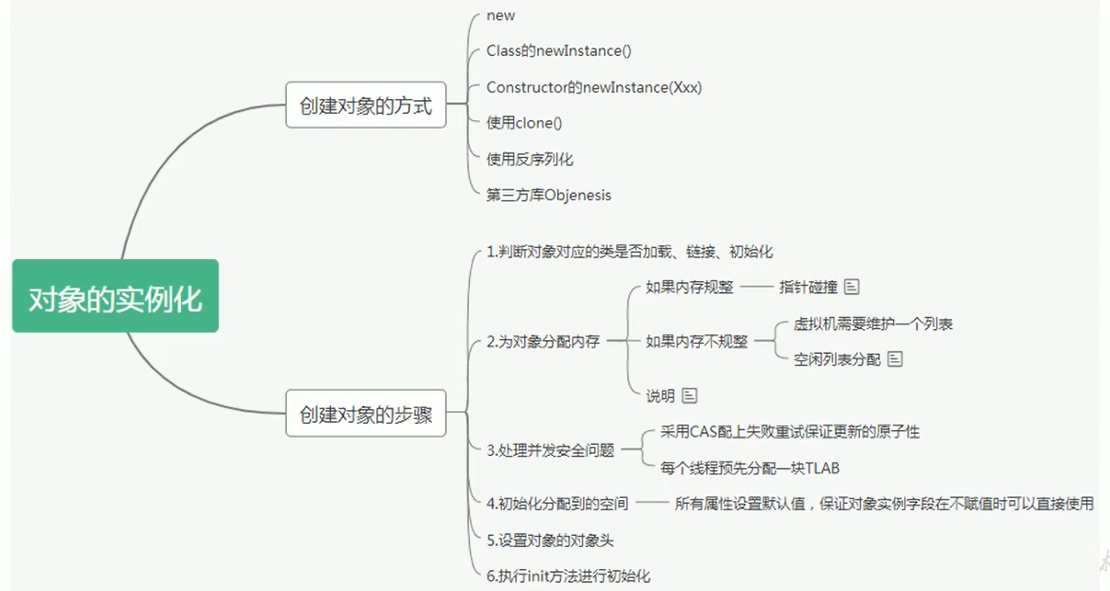 对象的实例化
创建对象的方式
new
Class的newInstance()
Constructor的newInstance(Xxx)
使用clone()
使用反序列化
第三方库Objenesis
创建对象的步骤
1.判断对象对应的类是否加载、链接、初始化
2.为对象分配内存
如果内存规整
指针碰撞
如果内存不规整
虚拟机需要维护一个列表
空闲列表分配
说明
3.处理并发安全问题
采用CAS配上失败重试保证更新的原子性
每个线程预先分配一块TLAB
4.初始化分配到的空间
所有属性设置默认值，保证对象实例字段在不赋值时可以直接使用
5.设置对象的对象头
6.执行init方法进行初始化